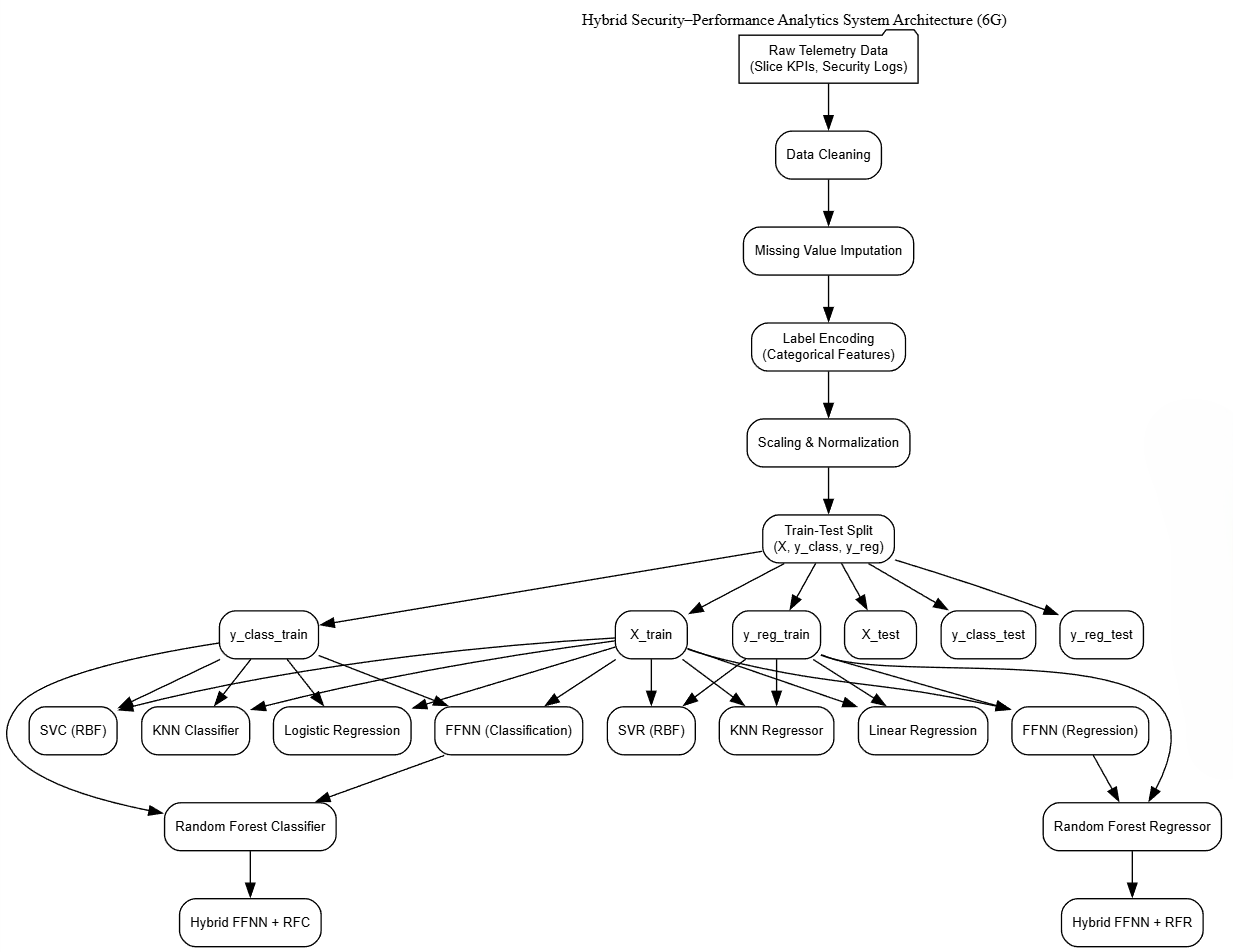 Hybrid Security–Performance Analytics System Architecture (6G)
Raw Telemetry Data
(Slice KPIs, Security Logs)
Data Cleaning
Missing Value Imputation
Label Encoding
(Categorical Features)
Scaling & Normalization
Train-Test Split
(X, y_class, y_reg)
y_class_train
X_train
y_reg_train
X_test
y_class_test
y_reg_test
SVC (RBF)
KNN Classifier
Logistic Regression
FFNN (Classification)
SVR (RBF)
KNN Regressor
Linear Regression
FFNN (Regression)
Random Forest Classifier
Random Forest Regressor
Hybrid FFNN + RFC
Hybrid FFNN + RFR